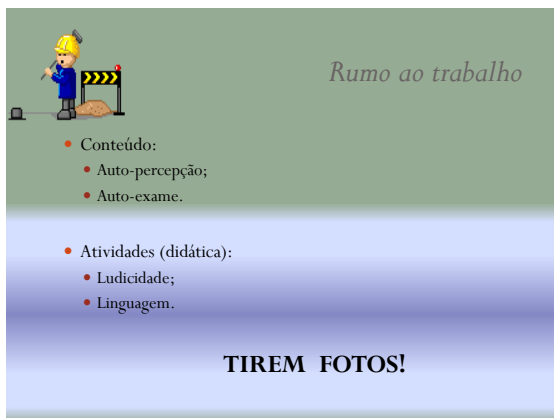 Rumo ao trabalho
Conteúdo:
Auto-percepção;
Auto-exame.
Atividades (didática):
Ludicidade;
Linguagem.
TIREM FOTOS!